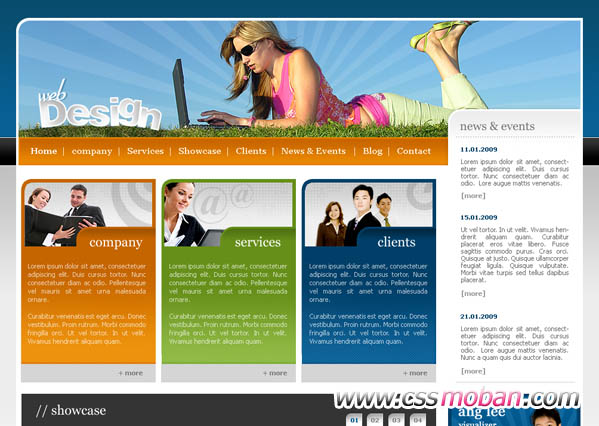 web
Design
Home
company
Services
Showcase
Clients
News & Events
Blog
Contact
news & events
11.01.2009
Lorem ipsum dolor sit amet, consect-
etuer adipiscing elit. Duis cursus
tortor. Nunc consectetuer diam ac
odio. Lore augue mattis venenatis.
[more]
15.01.2009
Ut vel tortor. In ut velit. Vivamus hen-
drerit aliquam quam. Curabitur
placerat eros vitae libero. Fusce
sagittis commodo purus. Cras orci.
Quisque at justo. Quisque ullamcorper
feugiat libero. Pellentesque leo. Morbi
vitae turpis sed tellus dapibus
placerat.
[more]
21.01.2009
Lorem ipsum dolor sit amet, consect-
etuer adipiscing elit. Duis cursus
tortor. Nunc consectetuer diam ac
odio. Lore augue mattis venenatis.
Nunc a quam quis dui viverra auctor.
[more]
company
Lorem ipsum dolor sit amet, consectetuer
adipiscing elit. Duis cursus tortor. Nunc
consectetuer diam ac odio. Pellentesque
vel mauris sit amet urna malesuada
ornare.
Curabitur venenatis est eget arcu. Donec
vestibulum. Proin rutrum. Morbi commodo
fringilla orci. Ut vel tortor. In ut velit.
Vivamus hendrerit aliquam quam.
+ more
services
Lorem ipsum dolor sit amet, consectetuer
adipiscing elit. Duis cursus tortor. Nunc
consectetuer diam ac odio. Pellentesque
vel mauris sit amet urna malesuada
ornare.
Curabitur venenatis est eget arcu. Donec
vestibulum. Proin rutrum. Morbi commodo
fringilla orci. Ut vel tortor. In ut velit.
Vivamus hendrerit aliquam quam.
+ more
clients
Lorem ipsum dolor sit amet, consectetuer
adipiscing elit. Duis cursus tortor. Nunc
consectetuer diam ac odio. Pellentesque
vel mauris sit amet urna malesuada
ornare.
Curabitur venenatis est eget arcu. Donec
vestibulum. Proin rutrum. Morbi commodo
fringilla orci. Ut vel tortor. In ut velit.
Vivamus hendrerit aliquam quam.
+ more
// showcase
01 02 03 04
www.cssmoban.com
ang lee
visualizer